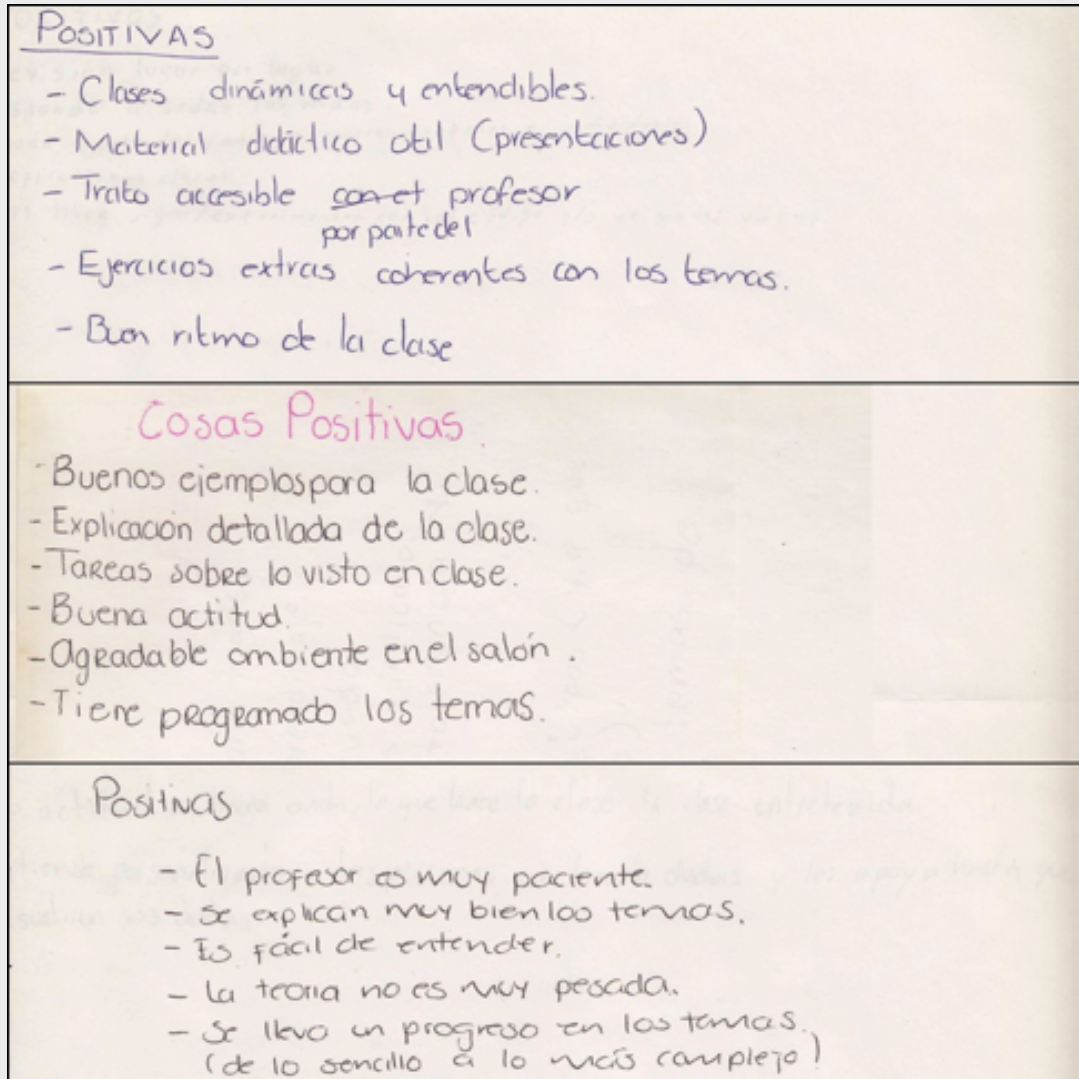 POSITIVAS
- Clases dinámicas y entendibles.
- Material didáctico util (presentaciones)
- Trato accesible con el profesor
por parte del
- Ejercicios extras coherentes con los temas.
- Buen ritmo de la clase
Cosas Positivas
- Buenos ejemplos para la clase.
- Explicación detallada de la clase.
- Tareas sobre lo visto en clase.
- Buena actitud.
- Agradable ambiente en el salón.
- Tiene programado los temas.
Positivas
- El profesor es muy paciente.
- Se explican muy bien los temas.
- Es fácil de entender.
- La teoria no es muy pesada.
- Se llevo un progreso en los temas.
(de lo sencillo a lo más complejo)